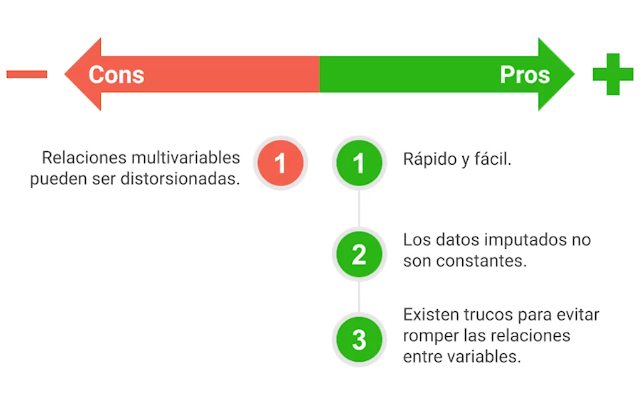 Cons
Pros
Relaciones multivariables
pueden ser distorsionadas.
1
1
Rápido y fácil.
2
Los datos imputados no
son constantes.
3
Existen trucos para evitar
romper las relaciones
entre variables.